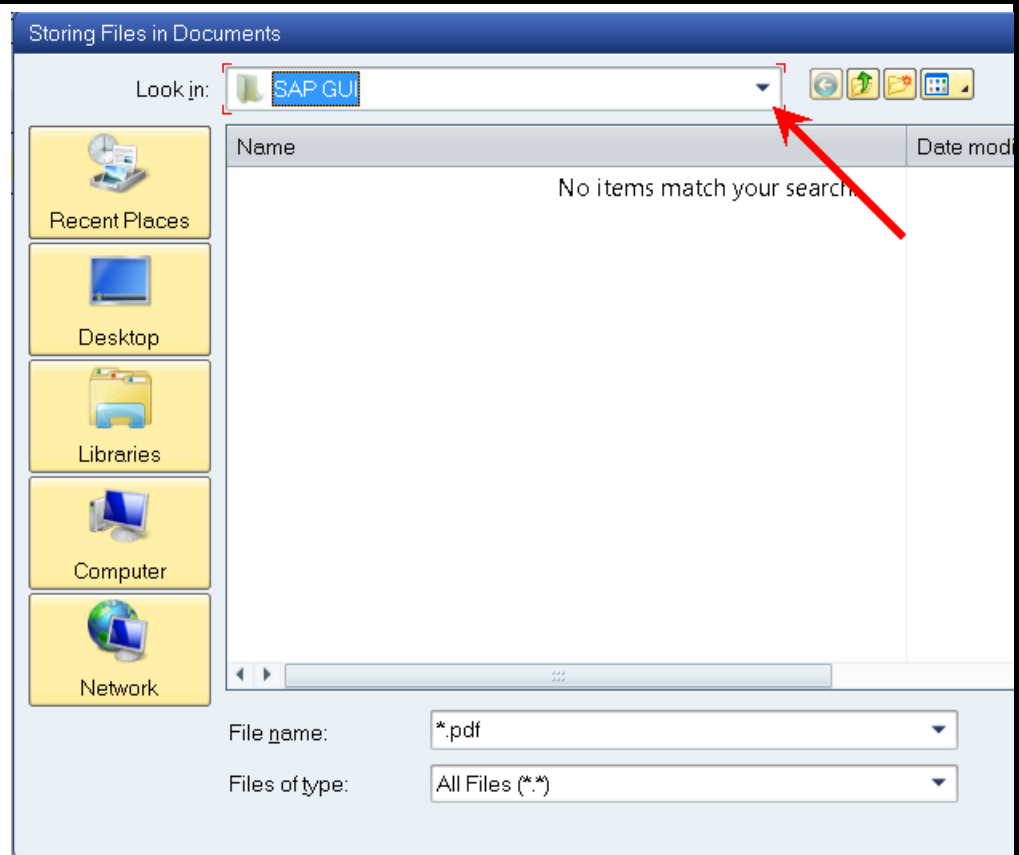 Storing Files in Documents
Look in:
SAP GUI
Name
Date modi
No items match your search.
Recent Places
Desktop
Libraries
Computer
Network
File name:
*.pdf
Files of type:
All Files (*.*)